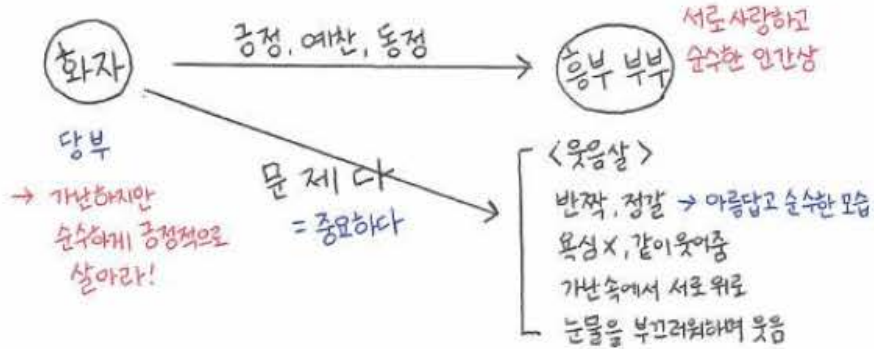 화자
긍정, 예찬, 동정
흥부 부부
서로 사랑하고
순수한 인간상
당부
→ 가난하지만
순수하게 긍정적으로
살아라!
문제다
= 중요하다
<웃음살>
반짝, 정갈 → 아름답고 순수한 모습
욕심 X, 같이 웃어줌
가난 속에서 서로 위로
눈물을 부끄러워하며 웃음